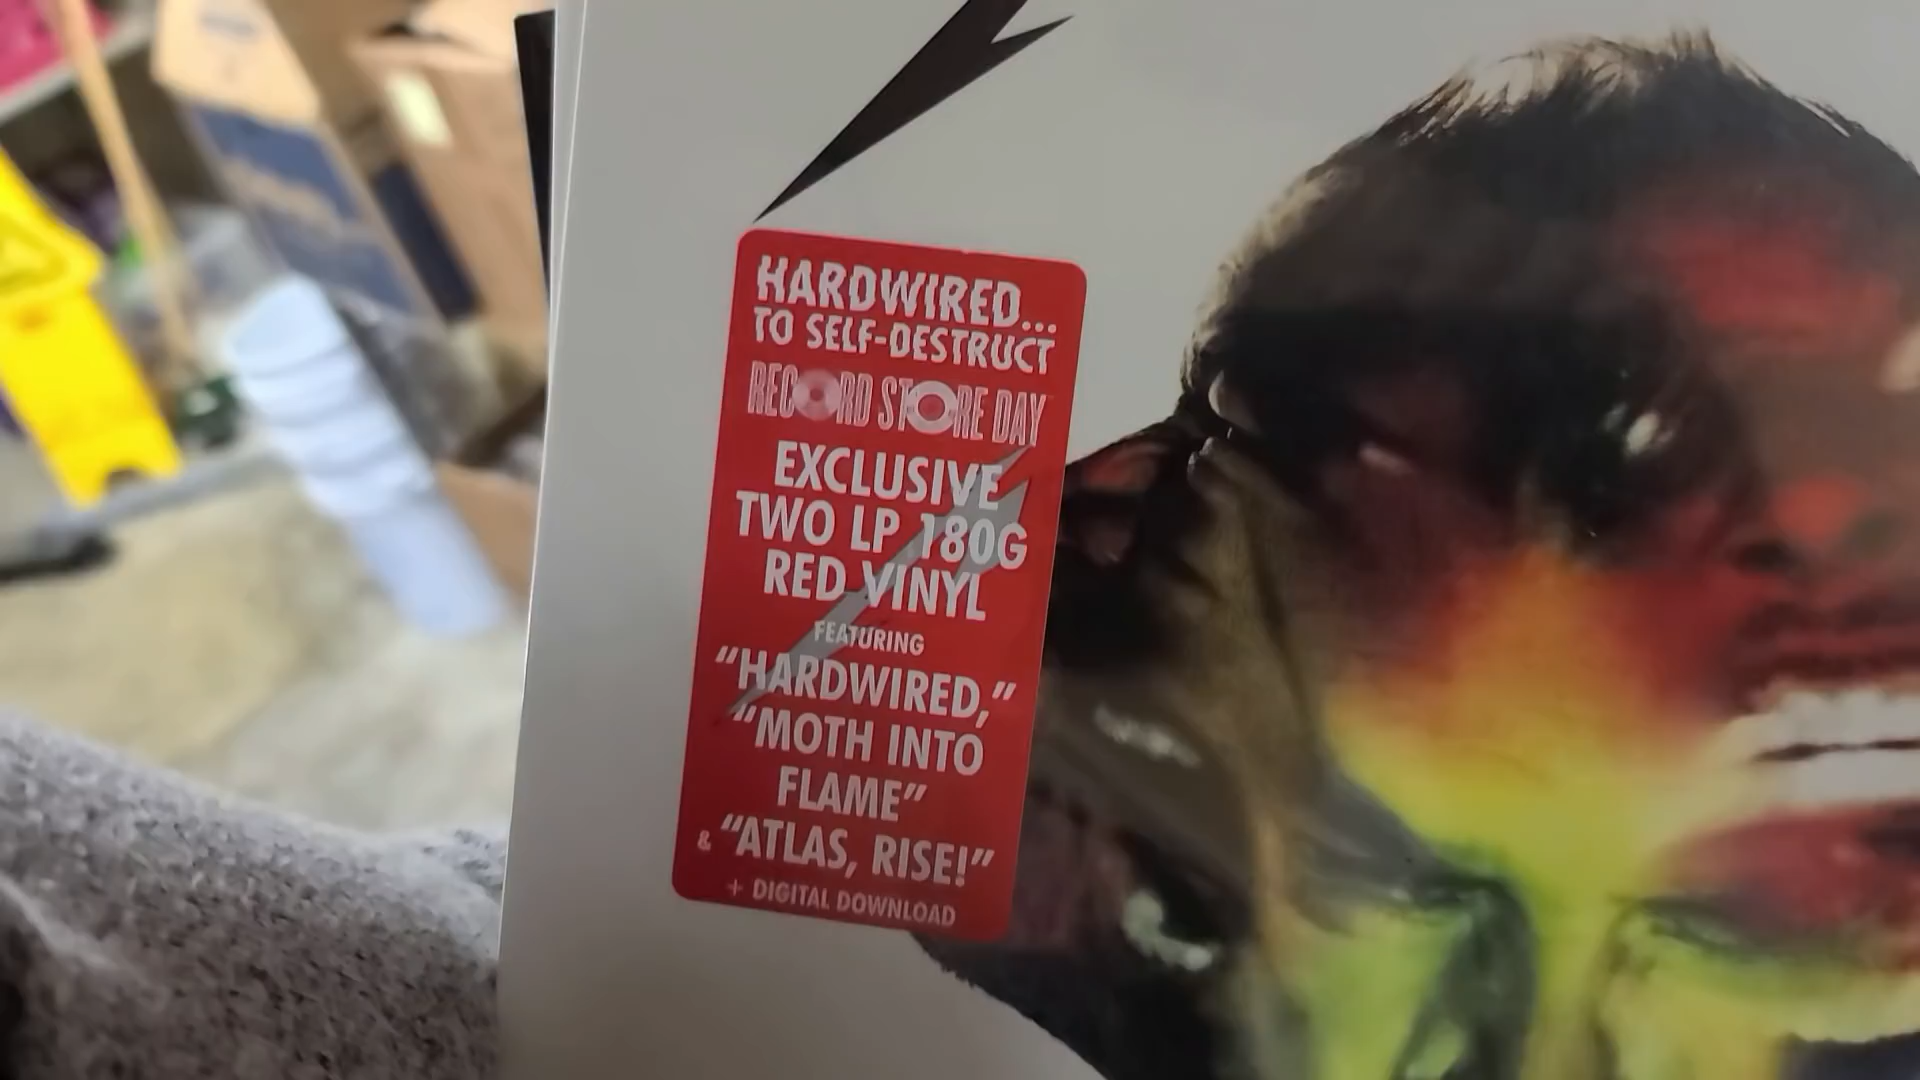 HARDWIRED...
TO SELF-DESTRUCT
RECORD STORE DAY
EXCLUSIVE
TWO LP 180G
RED VINYL
FEATURING
“HARDWIRED,”
“MOTH INTO
FLAME”
& “ATLAS, RISE!”
+ DIGITAL DOWNLOAD